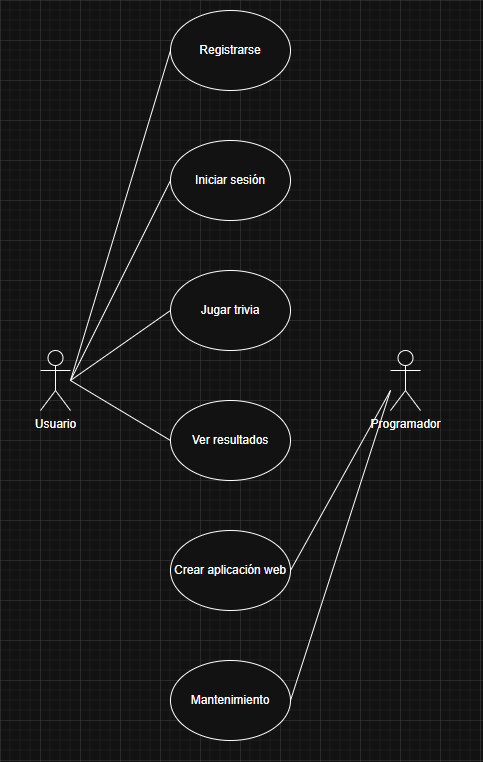 Registrarse
Iniciar sesión
Jugar trivia
Usuario
Programador
Ver resultados
Crear aplicación web
Mantenimiento